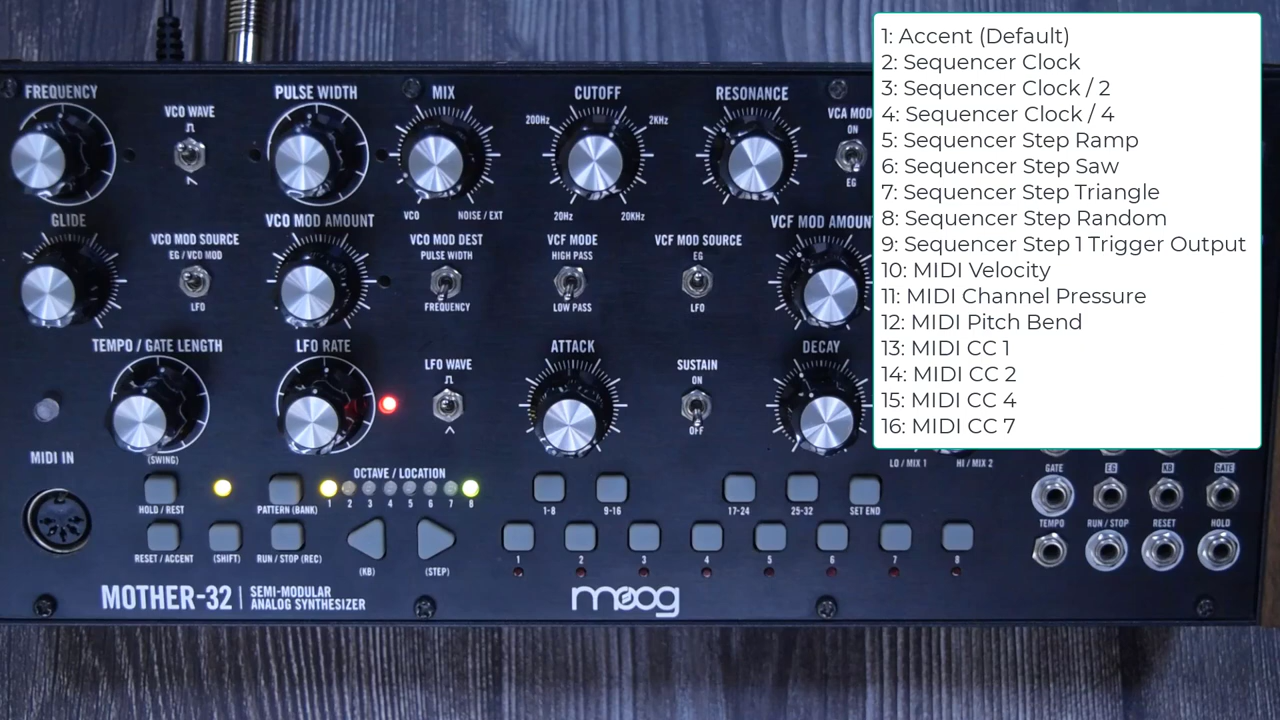 1: Accent (Default)
2: Sequencer Clock
3: Sequencer Clock / 2
4: Sequencer Clock / 4
5: Sequencer Step Ramp
6: Sequencer Step Saw
7: Sequencer Step Triangle
8: Sequencer Step Random
9: Sequencer Step 1 Trigger Output
10: MIDI Velocity
11: MIDI Channel Pressure
12: MIDI Pitch Bend
13: MIDI CC 1
14: MIDI CC 2
15: MIDI CC 4
16: MIDI CC 7
FREQUENCY
VCO WAVE
PULSE WIDTH
MIX
VCO
NOISE / EXT
CUTOFF
200Hz
2KHz
20Hz
20KHz
RESONANCE
VCA MOD
ON
EG
GLIDE
VCO MOD SOURCE
EG / VCO MOD
LFO
VCO MOD AMOUNT
VCO MOD DEST
PULSE WIDTH
FREQUENCY
VCF MODE
HIGH PASS
LOW PASS
VCF MOD SOURCE
EG
LFO
VCF MOD AMOUN
TEMPO / GATE LENGTH
(SWING)
LFO RATE
LFO WAVE
ATTACK
SUSTAIN
ON
OFF
DECAY
LO / MIX 1
HI / MIX 2
MIDI IN
HOLD / REST
PATTERN (BANK)
OCTAVE / LOCATION
1 2 3 4 5 6 7 8
1-8
9-16
17-24
25-32
SET END
GATE
EG
KB
GATE
TEMPO
RUN / STOP
RESET
HOLD
RESET / ACCENT
(SHIFT)
RUN / STOP (REC)
(KB)
(STEP)
1 2 3 4 5 6 7 8
MOTHER-32
SEMI-MODULAR
ANALOG SYNTHESIZER
moog